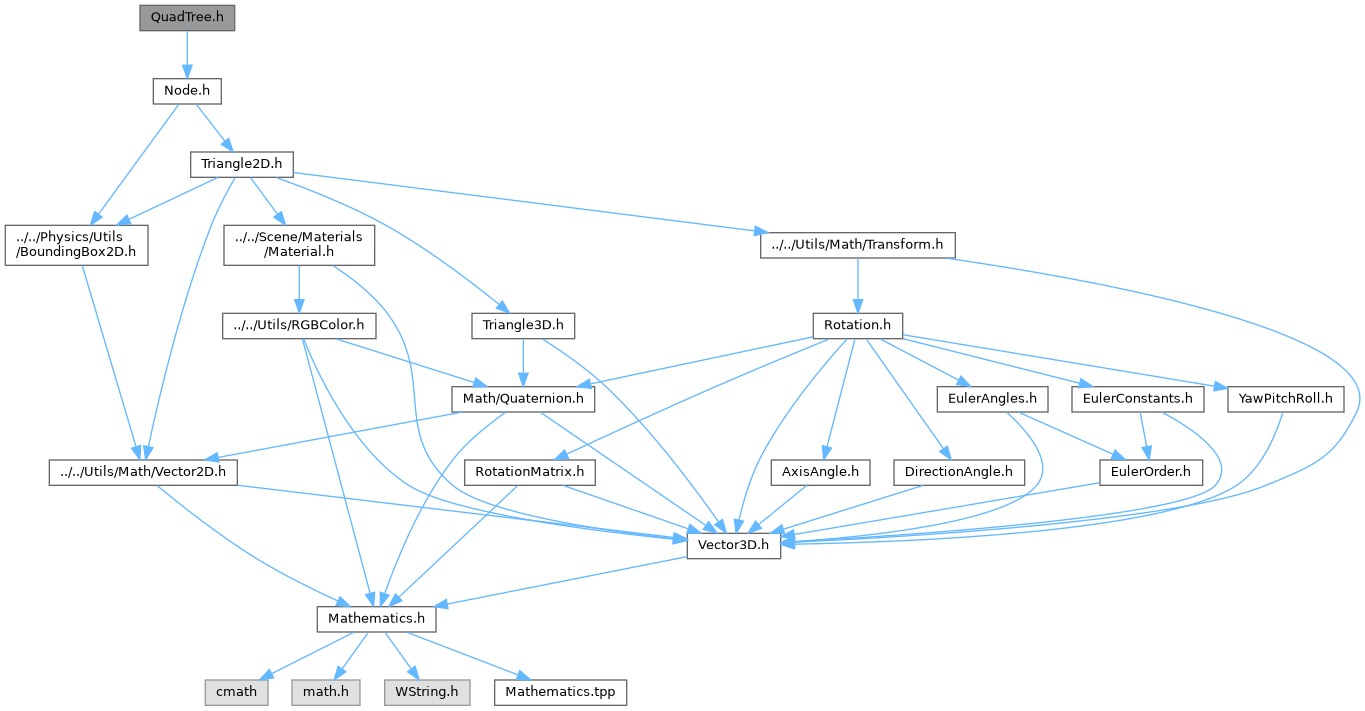 QuadTree.h
Node.h
Triangle2D.h
../../Physics/Utils
/BoundingBox2D.h
../../Scene/Materials
/Material.h
../../Utils/Math/Transform.h
../../Utils/RGBColor.h
Triangle3D.h
Rotation.h
Math/Quaternion.h
EulerAngles.h
EulerConstants.h
YawPitchRoll.h
../../Utils/Math/Vector2D.h
RotationMatrix.h
AxisAngle.h
DirectionAngle.h
EulerOrder.h
Vector3D.h
Mathematics.h
cmath
math.h
WString.h
Mathematics.tpp